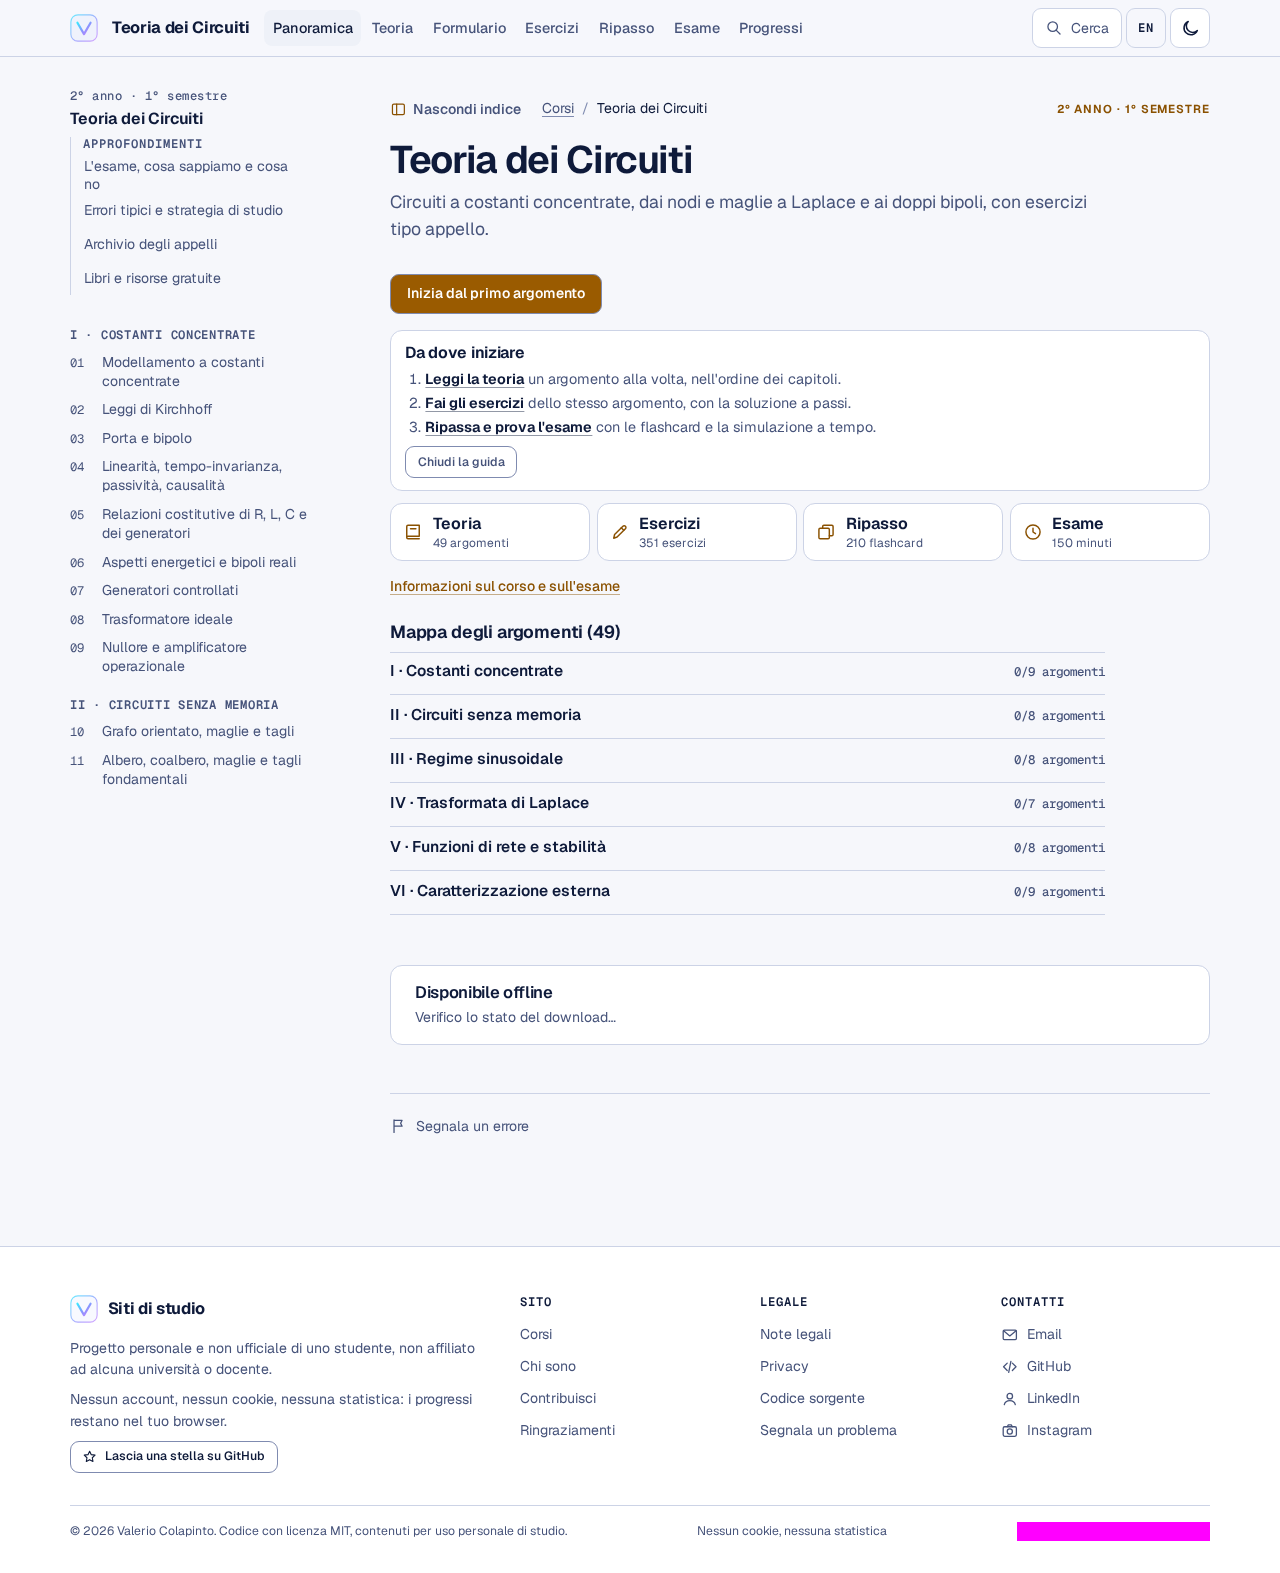 Teoria dei Circuiti
Panoramica
Teoria
Formulario
Esercizi
Ripasso
Esame
Progressi
Cerca
EN
2º anno · 1º semestre
Teoria dei Circuiti
APPROFONDIMENTI
L'esame, cosa sappiamo e cosa
no
Errori tipici e strategia di studio
Archivio degli appelli
Libri e risorse gratuite
I · COSTANTI CONCENTRATE
01 Modellamento a costanti
concentrate
02 Leggi di Kirchhoff
03 Porta e bipolo
04 Linearità, tempo-invarianza,
passività, causalità
05 Relazioni costitutive di R, L, C e
dei generatori
06 Aspetti energetici e bipoli reali
07 Generatori controllati
08 Trasformatore ideale
09 Nullore e amplificatore
operazionale
II · CIRCUITI SENZA MEMORIA
10 Grafo orientato, maglie e tagli
11 Albero, coalbero, maglie e tagli
fondamentali
Nascondi indice
Corsi / Teoria dei Circuiti
2º ANNO · 1º SEMESTRE
Teoria dei Circuiti
Circuiti a costanti concentrate, dai nodi e maglie a Laplace e ai doppi bipoli, con esercizi
tipo appello.
Inizia dal primo argomento
Da dove iniziare
1. Leggi la teoria un argomento alla volta, nell'ordine dei capitoli.
2. Fai gli esercizi dello stesso argomento, con la soluzione a passi.
3. Ripassa e prova l'esame con le flashcard e la simulazione a tempo.
Chiudi la guida
Teoria
49 argomenti
Esercizi
351 esercizi
Ripasso
210 flashcard
Esame
150 minuti
Informazioni sul corso e sull'esame
Mappa degli argomenti (49)
I · Costanti concentrate 0/9 argomenti
II · Circuiti senza memoria 0/8 argomenti
III · Regime sinusoidale 0/8 argomenti
IV · Trasformata di Laplace 0/7 argomenti
V · Funzioni di rete e stabilità 0/8 argomenti
VI · Caratterizzazione esterna 0/9 argomenti
Disponibile offline
Verifico lo stato del download…
Segnala un errore
Siti di studio
Progetto personale e non ufficiale di uno studente, non affiliato
ad alcuna università o docente.
Nessun account, nessun cookie, nessuna statistica: i progressi
restano nel tuo browser.
Lascia una stella su GitHub
SITO
Corsi
Chi sono
Contribuisci
Ringraziamenti
LEGALE
Note legali
Privacy
Codice sorgente
Segnala un problema
CONTATTI
Email
GitHub
LinkedIn
Instagram
© 2026 Valerio Colapinto. Codice con licenza MIT, contenuti per uso personale di studio.
Nessun cookie, nessuna statistica